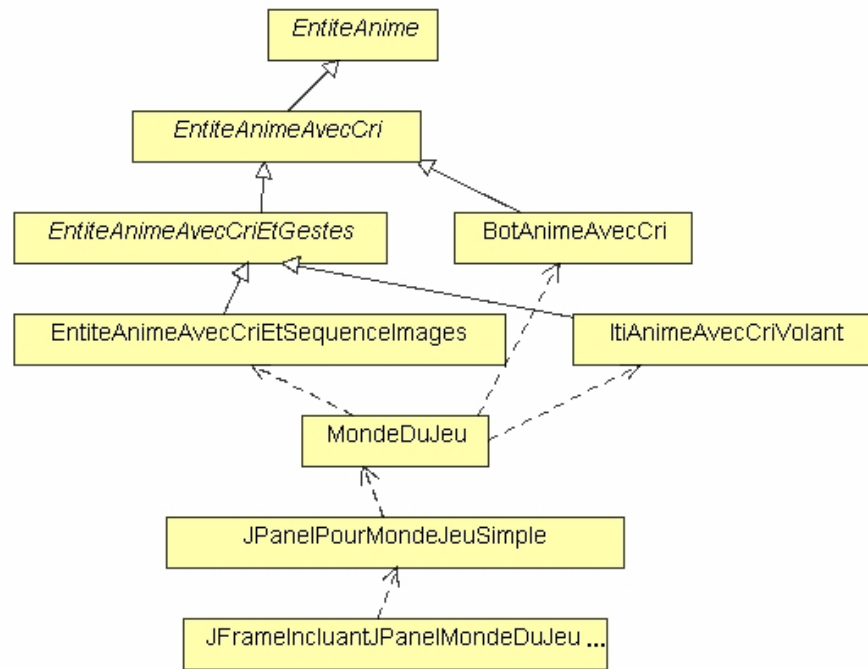 EntiteAnime
EntiteAnimeAvecCri
EntiteAnimeAvecCriEtGestes
BotAnimeAvecCri
EntiteAnimeAvecCriEtSequenceImages
ItiAnimeAvecCriVolant
MondeDuJeu
JPanelPourMondeJeuSimple
JFrameIncluantJPanelMondeDuJeu ...